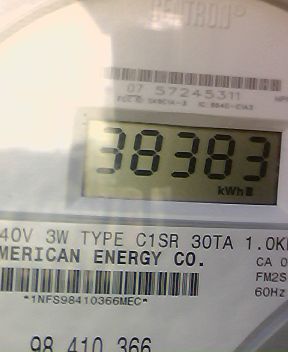 CENTRON®
07 57245311
38383
kWh
40V 3W TYPE C1SR 30TA 1.0K
MERICAN ENERGY CO.
CA 0
FM2S
60Hz
*1NFS98410366MEC*
98 410 366